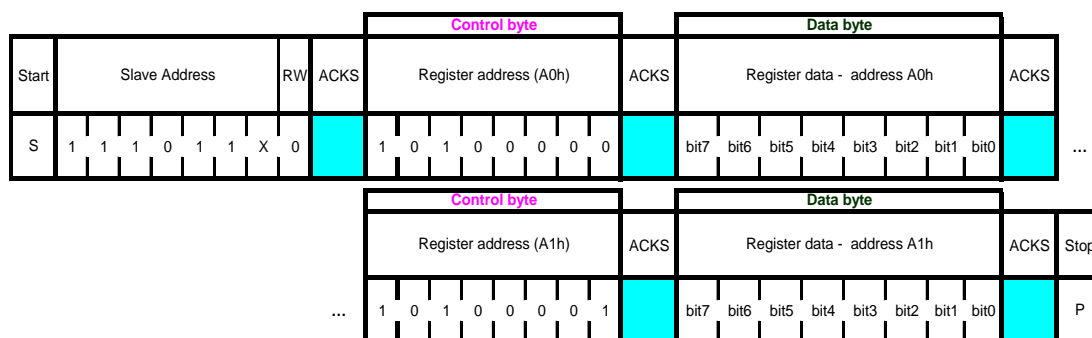 Control byte Data byte
Start Slave Address RW ACKS Register address (A0h) ACKS Register data - address A0h ACKS
S 1 1 1 0 1 1 X 0 1 0 1 0 0 0 0 0 bit7 bit6 bit5 bit4 bit3 bit2 bit1 bit0 ...
Control byte Data byte
Register address (A1h) ACKS Register data - address A1h ACKS Stop
... 1 0 1 0 0 0 0 1 bit7 bit6 bit5 bit4 bit3 bit2 bit1 bit0 P